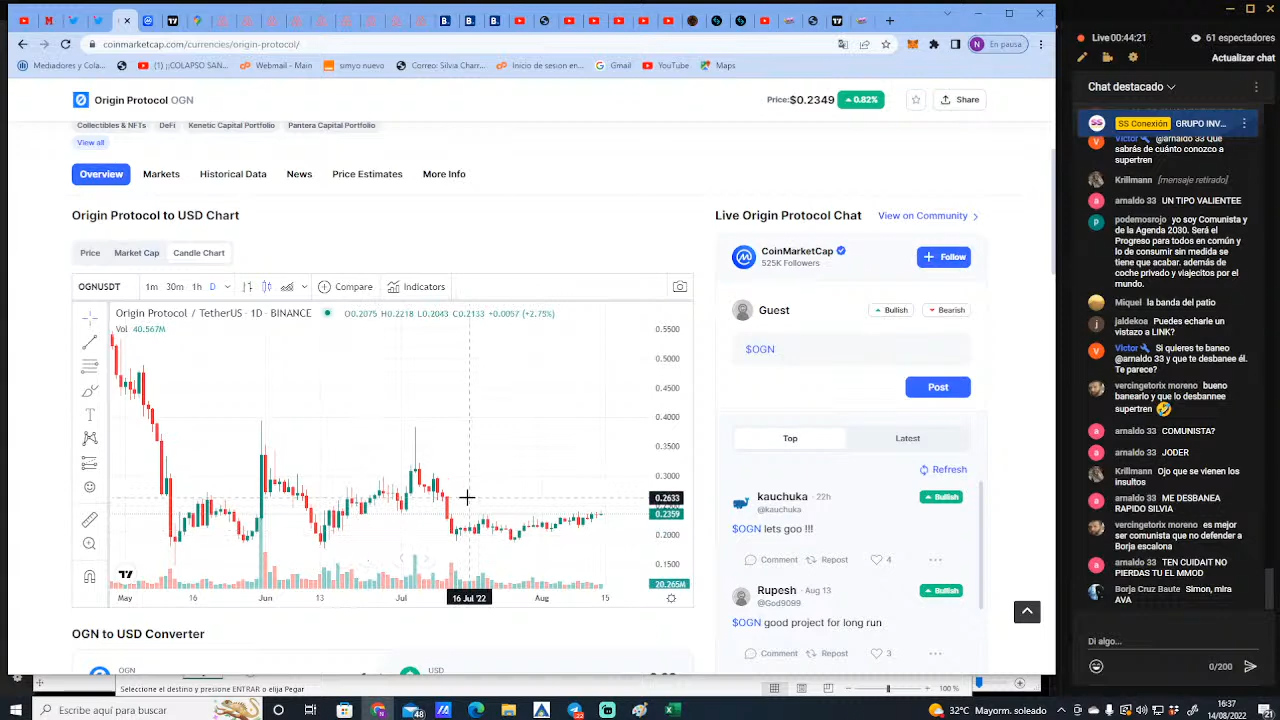 coinmarketcap.com/currencies/origin-protocol/
N En pausa
Mediadores y Cola...
(1) ¡¡COLAPSO SAN...
Webmail - Main
simyo nuevo
Correo: Silvia Charr...
Inicio de sesión en...
Gmail
YouTube
Maps
Origin Protocol OGN
Price:$0.2349
0.82%
Share
Collectibles & NFTs
DeFi
Kenetic Capital Portfolio
Pantera Capital Portfolio
View all
Overview
Markets
Historical Data
News
Price Estimates
More Info
Origin Protocol to USD Chart
Price
Market Cap
Candle Chart
OGNUSDT
1m 30m 1h D
Compare
Indicators
Origin Protocol / TetherUS · 1D · BINANCE
O0.2075 H0.2218 L0.2043 C0.2133 +0.0057 (+2.75%)
Vol 40.567M
0.5500
0.5000
0.4500
0.4000
0.3500
0.3000
0.2633
0.2359
0.2000
0.1500
20.265M
May
16
Jun
13
Jul
16 Jul '22
Aug
15
OGN to USD Converter
OGN
USD
Live Origin Protocol Chat
View on Community
CoinMarketCap
525K Followers
+ Follow
Guest
Bullish
Bearish
$OGN
Post
Top
Latest
Refresh
kauchuka · 22h
@kauchuka
Bullish
$OGN lets goo !!!
Comment
Repost
4
Rupesh · Aug 13
@God9099
Bullish
$OGN good project for long run
Comment
Repost
3
Seleccione el destino y presione ENTRAR o elija Pegar
100 %
Escribe aquí para buscar
48
23
32°C Mayorm. soleado
16:37
14/08/2022
Live 00:44:21
61 espectadores
Actualizar chat
Chat destacado
SS Conexión GRUPO INV...
Victor @arnaldo 33 Que
sabrás de cuánto conozco a
supertren
Krillmann [mensaje retirado]
arnaldo 33 UN TIPO VALIENTEE
podemosrojo yo soy Comunista y
de la Agenda 2030. Será el
Progreso para todos en común y
lo de consumir sin medida se
tiene que acabar. además de
coche privado y viajecitos por el
mundo.
Miquel la banda del patio
jaldekoa Puedes echarle un
vistazo a LINK?
Victor Si quieres te baneo
@arnaldo 33 y que te desbanee él.
Te parece?
vercingetorix moreno bueno
banearlo y que lo desbannee
supertren
arnaldo 33 COMUNISTA?
arnaldo 33 JODER
Krillmann Ojo que se vienen los
insultos
arnaldo 33 ME DESBANEA
RAPIDO SILVIA
vercingetorix moreno es mejor
ser comunista que no defender a
Borja escalona
arnaldo 33 TEN CUIDAIT NO
PIERDAS TU EL MMOD
Borja Cruz Baute Simon, mira
AVA
Di algo...
0/200